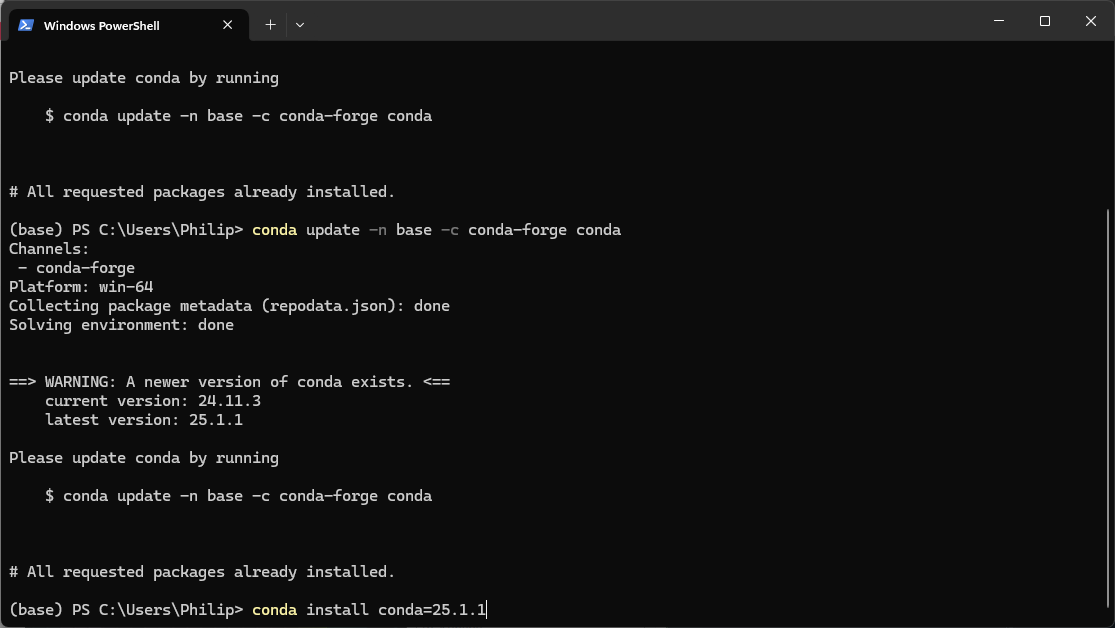 Windows PowerShell
Please update conda by running
$ conda update -n base -c conda-forge conda
# All requested packages already installed.
(base) PS C:\Users\Philip> conda update -n base -c conda-forge conda
Channels:
- conda-forge
Platform: win-64
Collecting package metadata (repodata.json): done
Solving environment: done
==> WARNING: A newer version of conda exists. <==
current version: 24.11.3
latest version: 25.1.1
Please update conda by running
$ conda update -n base -c conda-forge conda
# All requested packages already installed.
(base) PS C:\Users\Philip> conda install conda=25.1.1